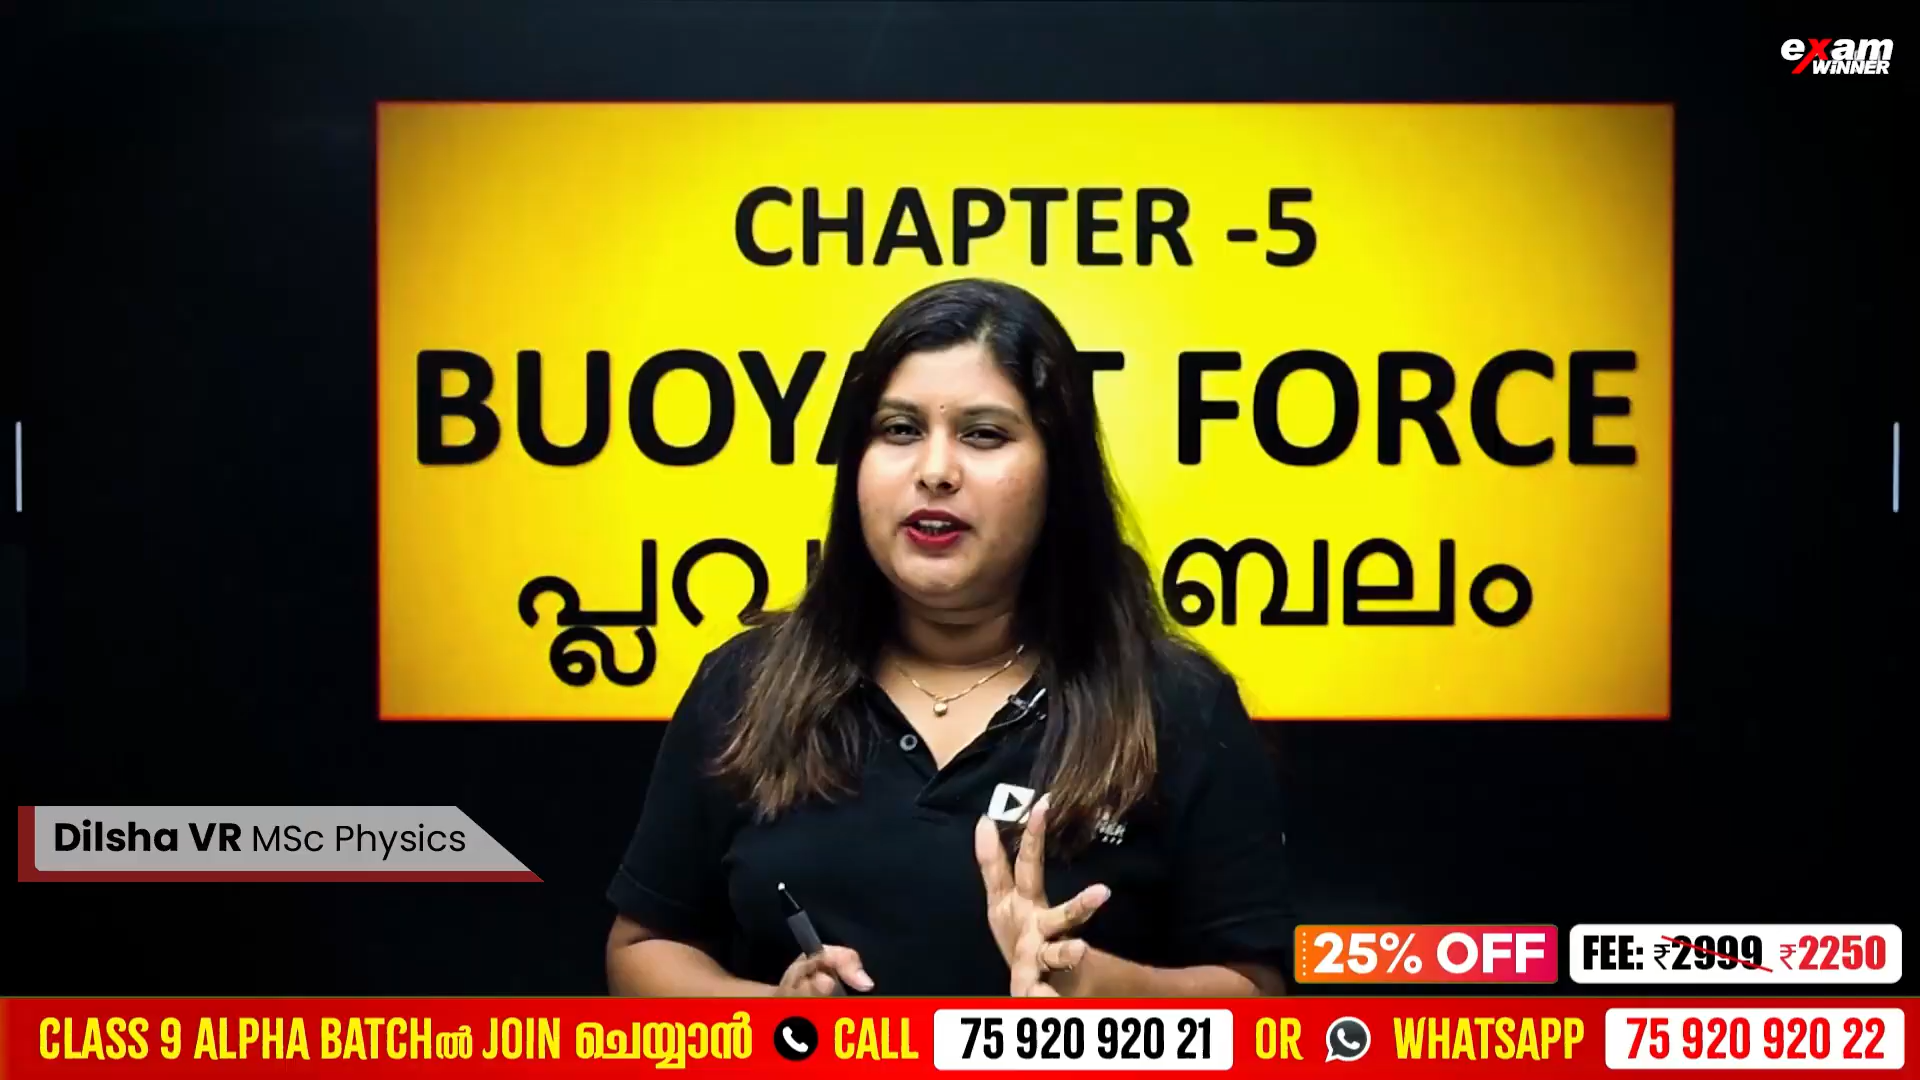 exam
WINNER
CHAPTER -5
FORCE
ബലം
Dilsha VR MSc Physics
25% OFF
FEE: ₹2999 ₹2250
CLASS 9 ALPHA BATCHൽ JOIN ചെയ്യാൻ CALL 75 920 920 21 OR WHATSAPP 75 920 920 22